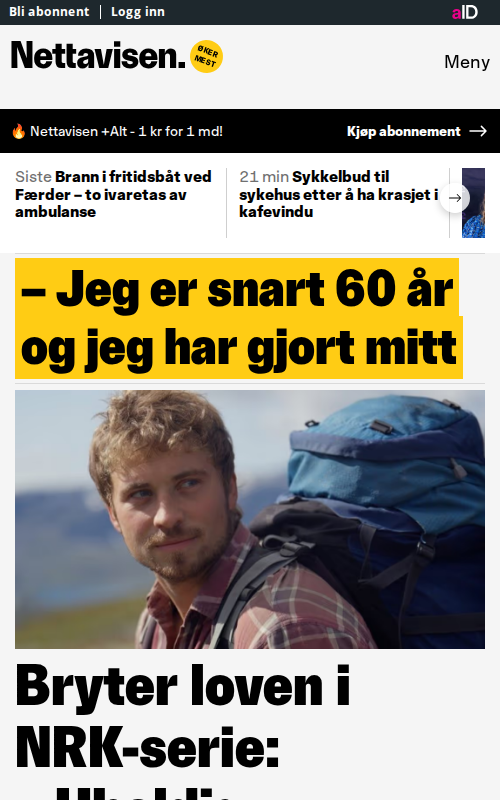 Bli abonnent | Logg inn
aID
Nettavisen.
ØKER
MEST
Meny
🔥 Nettavisen +Alt - 1 kr for 1 md!
Kjøp abonnement →
Siste Brann i fritidsbåt ved
Færder – to ivaretas av
ambulanse
21 min Sykkelbud til
sykehus etter å ha krasjet i
kafevindu
– Jeg er snart 60 år
og jeg har gjort mitt
Bryter loven i
NRK-serie: